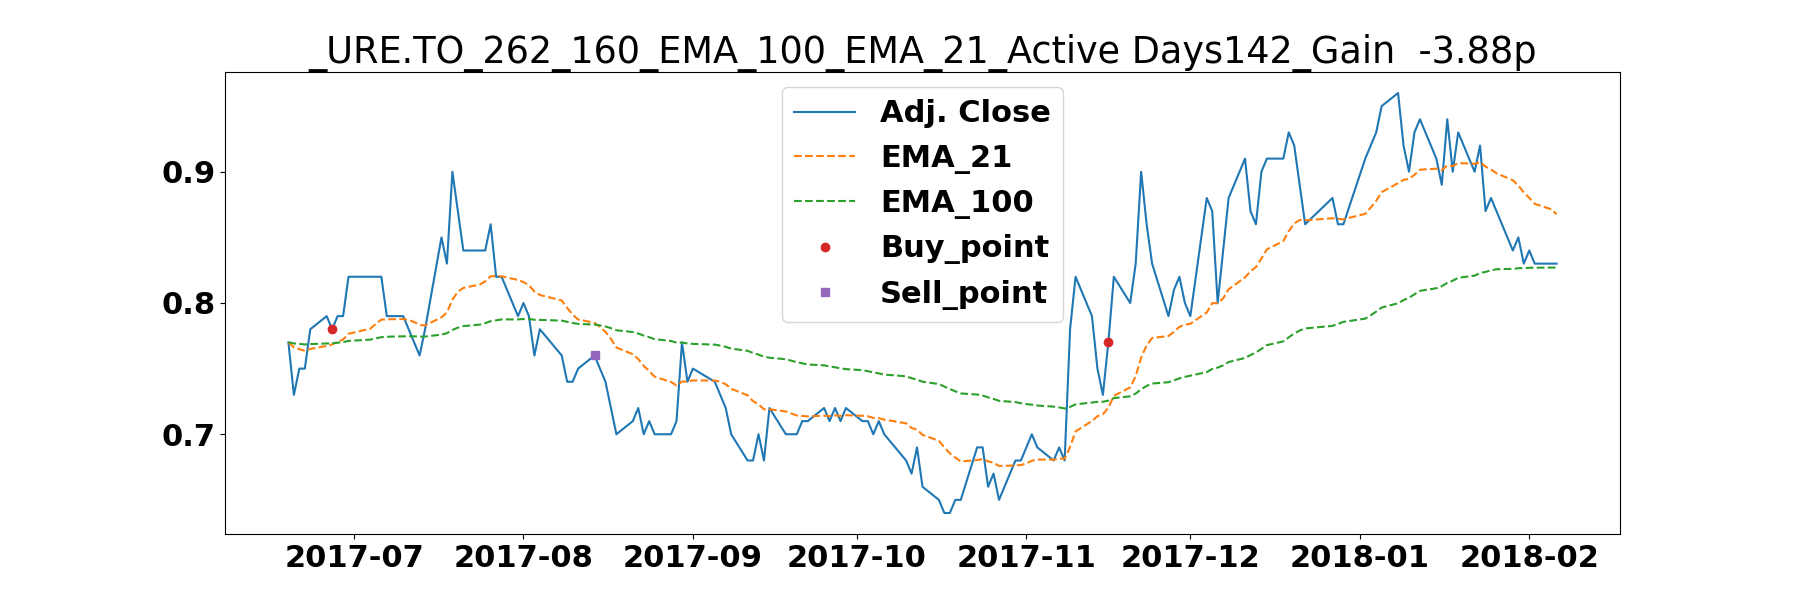 _URE.TO_262_160_EMA_100_EMA_21_Active Days142_Gain  -3.88p
Adj. Close
EMA_21
EMA_100
Buy_point
Sell_point
0.9
0.8
0.7
2017-07 2017-08 2017-09 2017-10 2017-11 2017-12 2018-01 2018-02